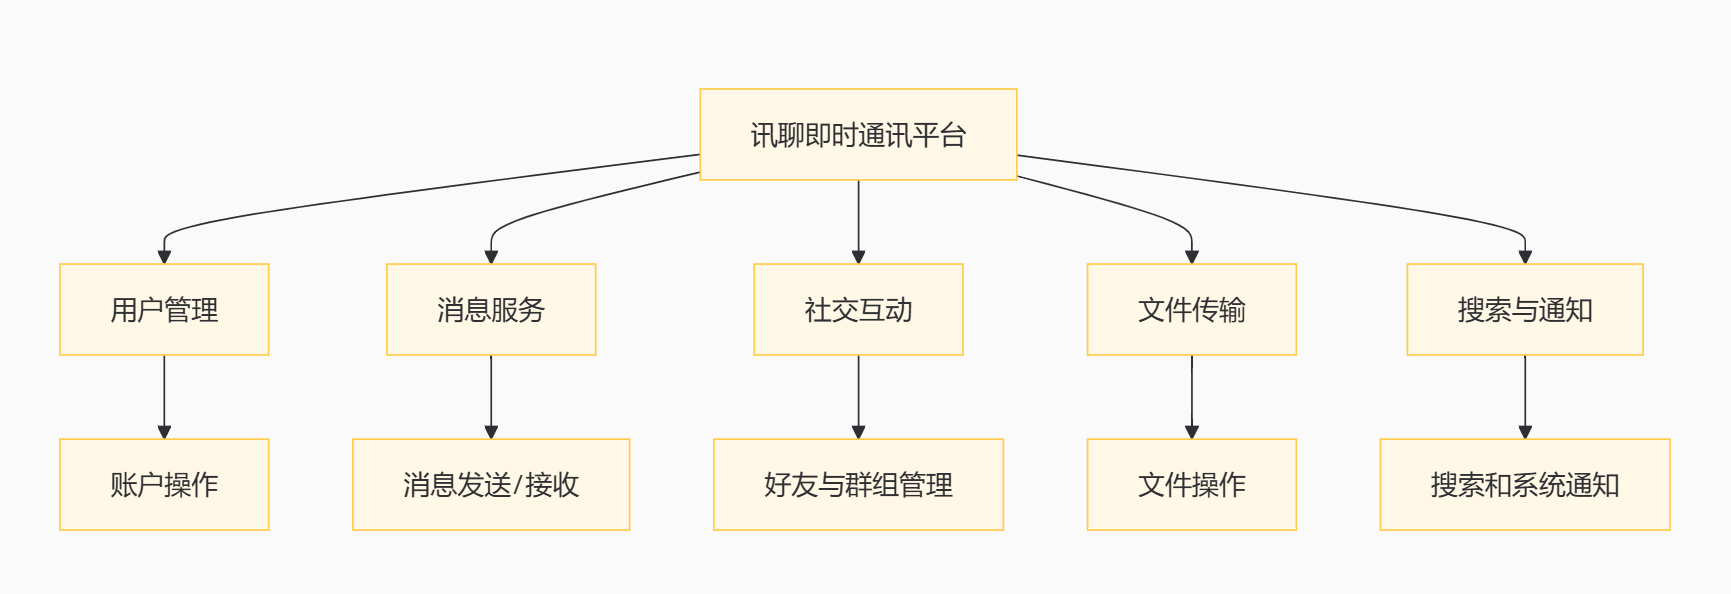 讯聊即时通讯平台
用户管理
消息服务
社交互动
文件传输
搜索与通知
账户操作
消息发送/接收
好友与群组管理
文件操作
搜索和系统通知